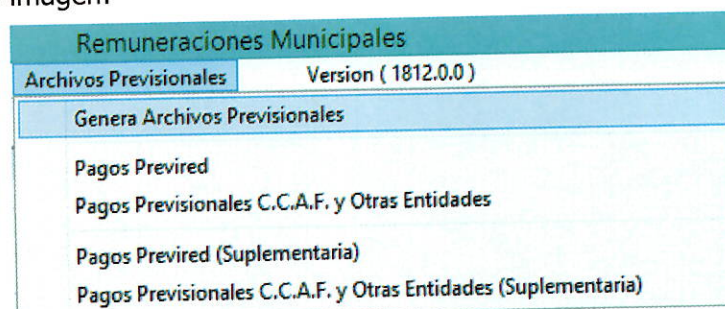 Remuneraciones Municipales
Archivos Previsionales Version ( 1812.0.0 )
Genera Archivos Previsionales
Pagos Previred
Pagos Previsionales C.C.A.F. y Otras Entidades
Pagos Previred (Suplementaria)
Pagos Previsionales C.C.A.F. y Otras Entidades (Suplementaria)